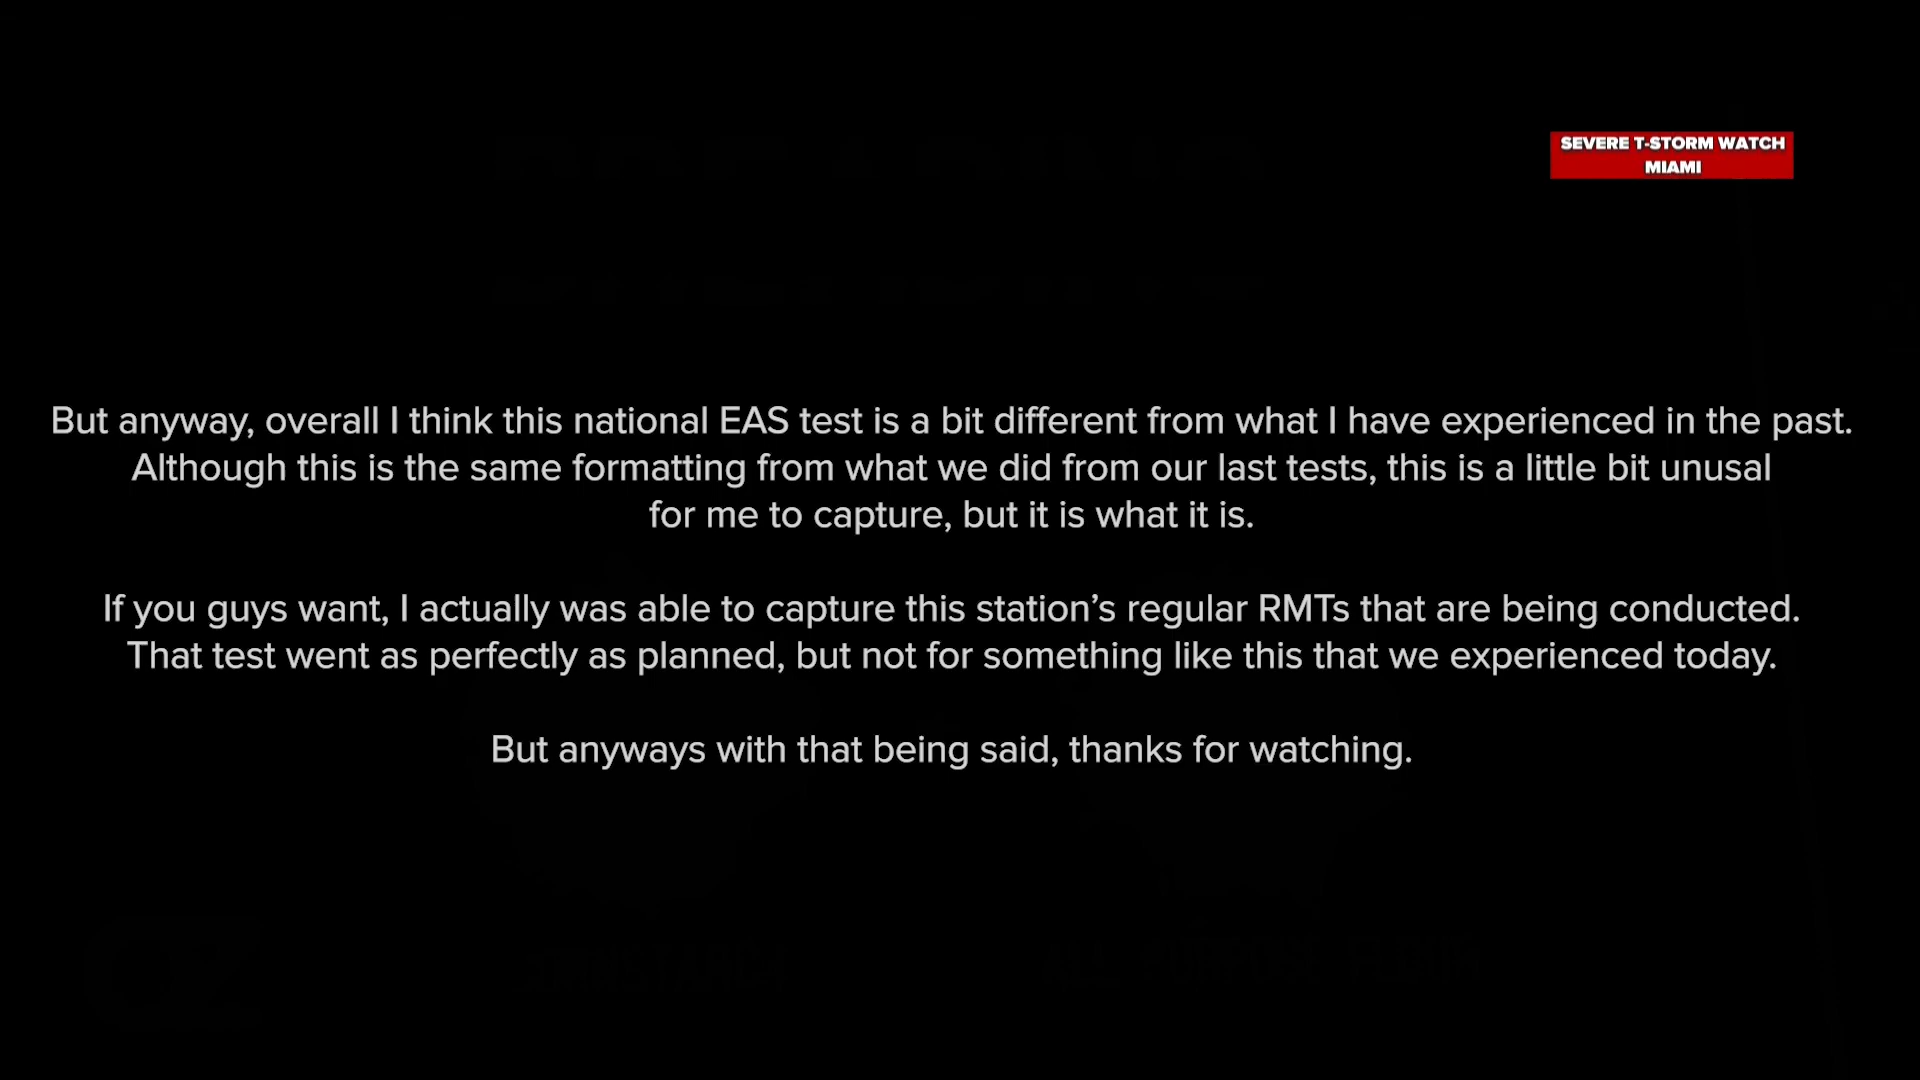 SEVERE T-STORM WATCH
MIAMI
But anyway, overall I think this national EAS test is a bit different from what I have experienced in the past.
Although this is the same formatting from what we did from our last tests, this is a little bit unusal
for me to capture, but it is what it is.
If you guys want, I actually was able to capture this station’s regular RMTs that are being conducted.
That test went as perfectly as planned, but not for something like this that we experienced today.
But anyways with that being said, thanks for watching.